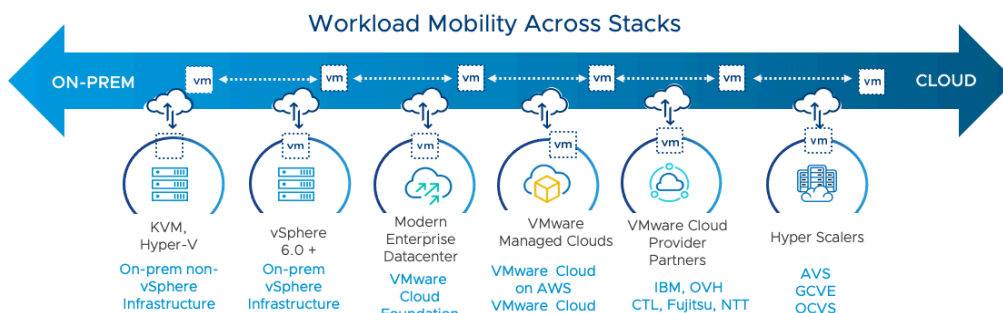 Workload Mobility Across Stacks
ON-PREM
vm
vm
vm
vm
vm
vm
CLOUD
vm
vm
vm
vm
vm
KVM,
Hyper-V
On-prem non-
vSphere
Infrastructure
vSphere
6.0 +
On-prem
vSphere
Infrastructure
Modern
Enterprise
Datacenter
VMware
Cloud
Foundation
VMware
Managed Clouds
VMware Cloud
on AWS
VMware Cloud
VMware Cloud
Provider
Partners
IBM, OVH
CTL, Fujitsu, NTT
Hyper Scalers
AVS
GCVE
OCVS